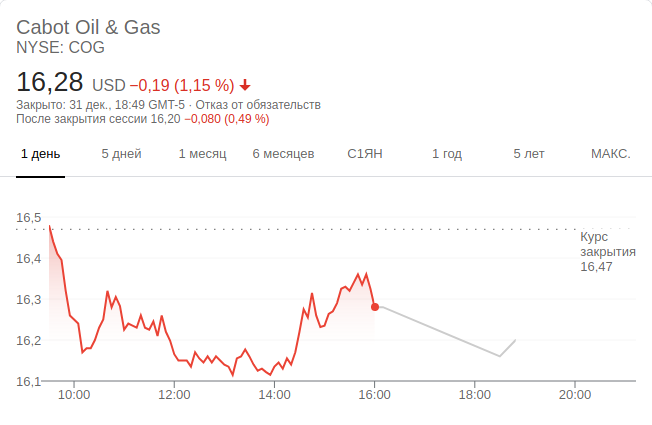 Cabot Oil & Gas
NYSE: COG
16,28 USD −0,19 (1,15 %)
Закрыто: 31 дек., 18:49 GMT-5 · Отказ от обязательств
После закрытия сессии 16,20 −0,080 (0,49 %)
1 день 5 дней 1 месяц 6 месяцев С1ЯН 1 год 5 лет МАКС.
16,5
Курс
закрытия
16,47
16,4
16,3
16,2
16,1
10:00 12:00 14:00 16:00 18:00 20:00